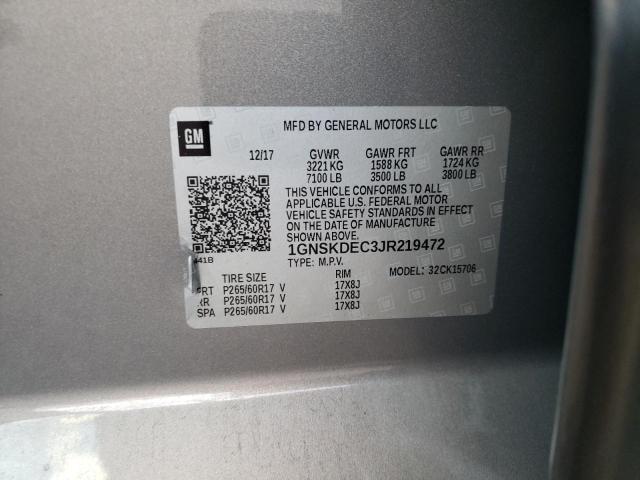 GM
MFD BY GENERAL MOTORS LLC
12/17 GVWR GAWR FRT GAWR RR
3221 KG 1588 KG 1724 KG
7100 LB 3500 LB 3800 LB
THIS VEHICLE CONFORMS TO ALL
APPLICABLE U.S. FEDERAL MOTOR
VEHICLE SAFETY STANDARDS IN EFFECT
ON THE DATE OF MANUFACTURE
SHOWN ABOVE.
1GNSKDEC3JR219472
TYPE: M.P.V. MODEL: 32CK15706
41B
TIRE SIZE RIM
FRT P265/60R17 V 17X8J
RR P265/60R17 V 17X8J
SPA P265/60R17 V 17X8J